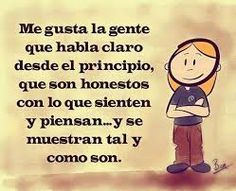 Me gusta la gente
que habla claro
desde el principio,
que son honestos
con lo que sienten
y piensan...y se
muestran tal y
como son.